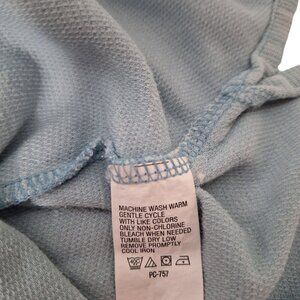 MACHINE WASH WARM
GENTLE CYCLE
WITH LIKE COLORS
ONLY NON-CHLORINE
BLEACH WHEN NEEDED
TUMBLE DRY LOW
REMOVE PROMPTLY
COOL IRON
PC-757